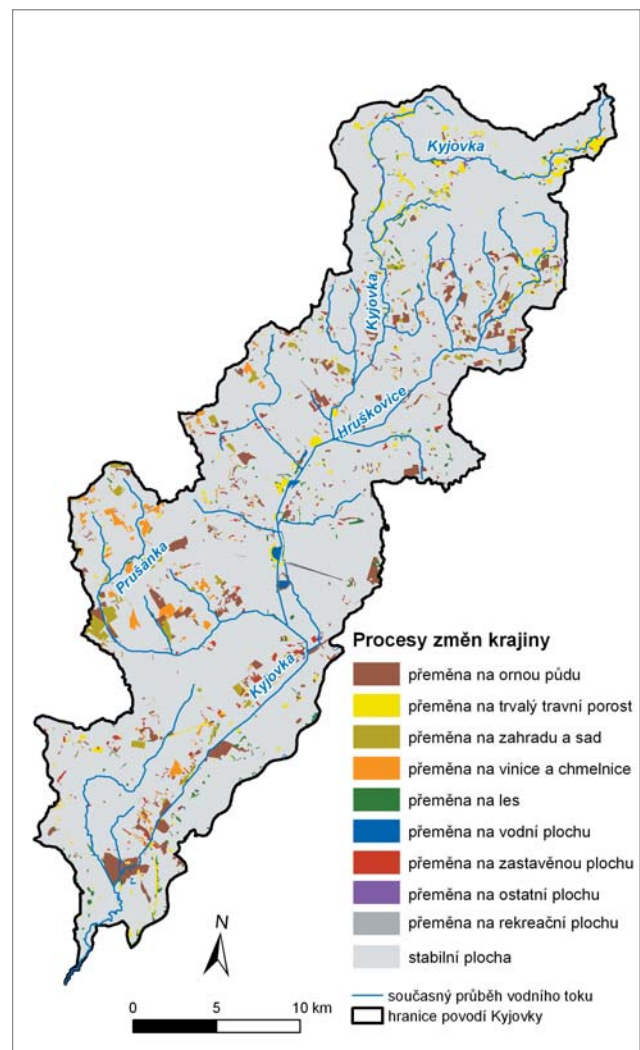 Kyjovka
Kyjovka
Hruškovice
Prušánka
Kyjovka
Procesy změn krajiny
přeměna na ornou půdu
přeměna na trvalý travní porost
přeměna na zahradu a sad
přeměna na vinice a chmelnice
přeměna na les
přeměna na vodní plochu
přeměna na zastavěnou plochu
přeměna na ostatní plochu
přeměna na rekreační plochu
stabilní plocha
současný průběh vodního toku
hranice povodí Kyjovky
N
0 5 10 km